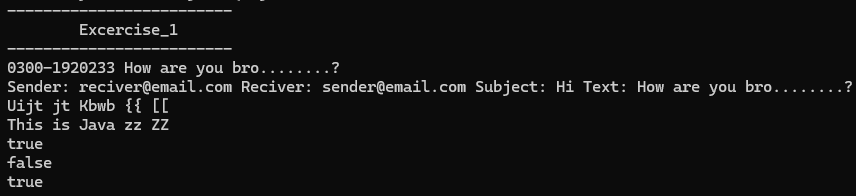 -------------------------
Excercise_1
-------------------------
0300-1920233 How are you bro........?
Sender: reciver@email.com Reciver: sender@email.com Subject: Hi Text: How are you bro........?
Uijt jt Kbwb {{ [[
This is Java zz ZZ
true
false
true